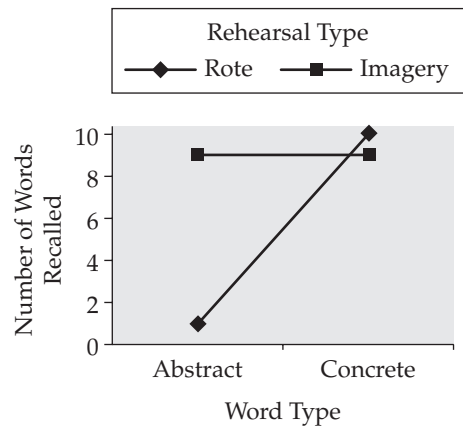 Rehearsal Type
Rote Imagery
Number of Words
Recalled
10
8
6
4
2
0
Abstract Concrete
Word Type